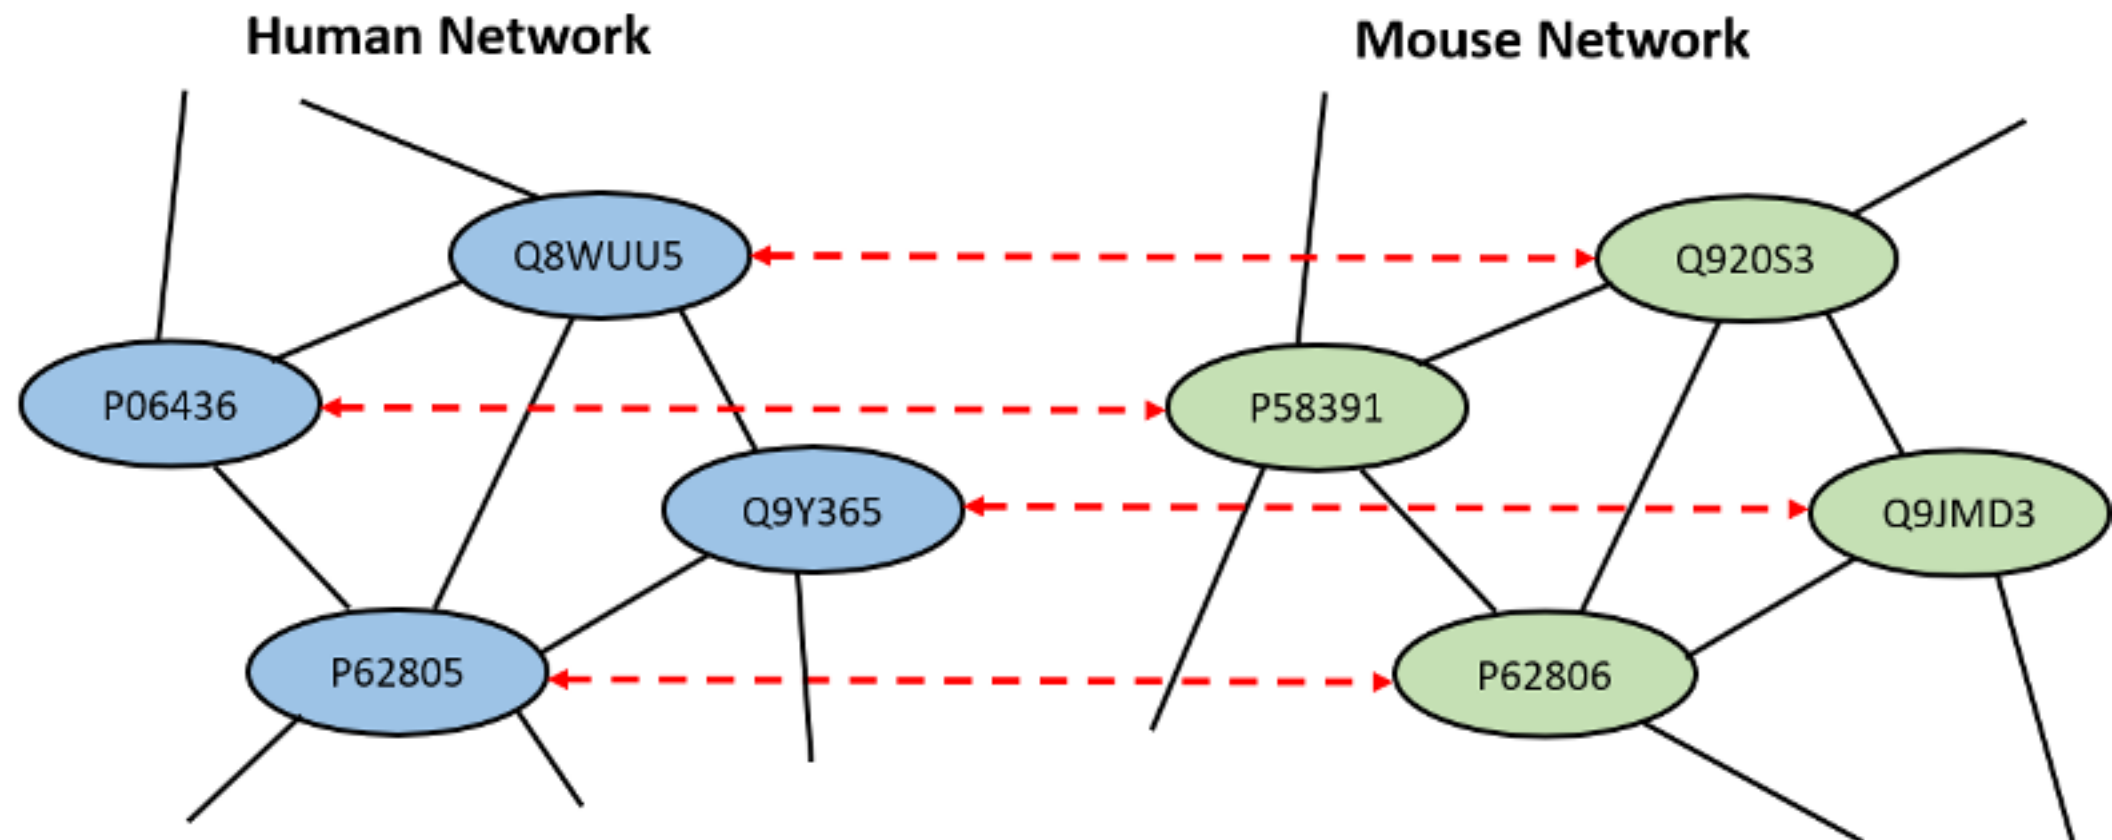 Human Network
Mouse Network
Q8WUU5
Q920S3
P06436
P58391
Q9Y365
Q9JMD3
P62805
P62806